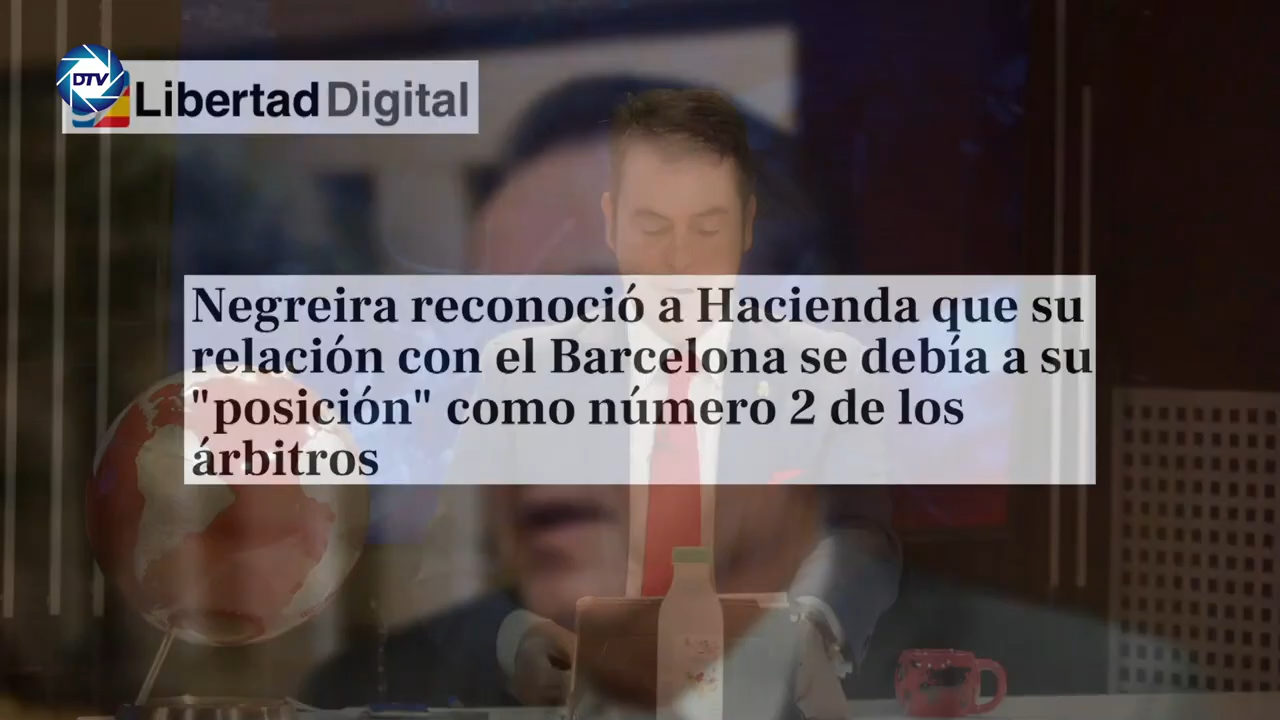 DTV
Libertad Digital
Negreira reconoció a Hacienda que su
relación con el Barcelona se debía a su
"posición" como número 2 de los
árbitros